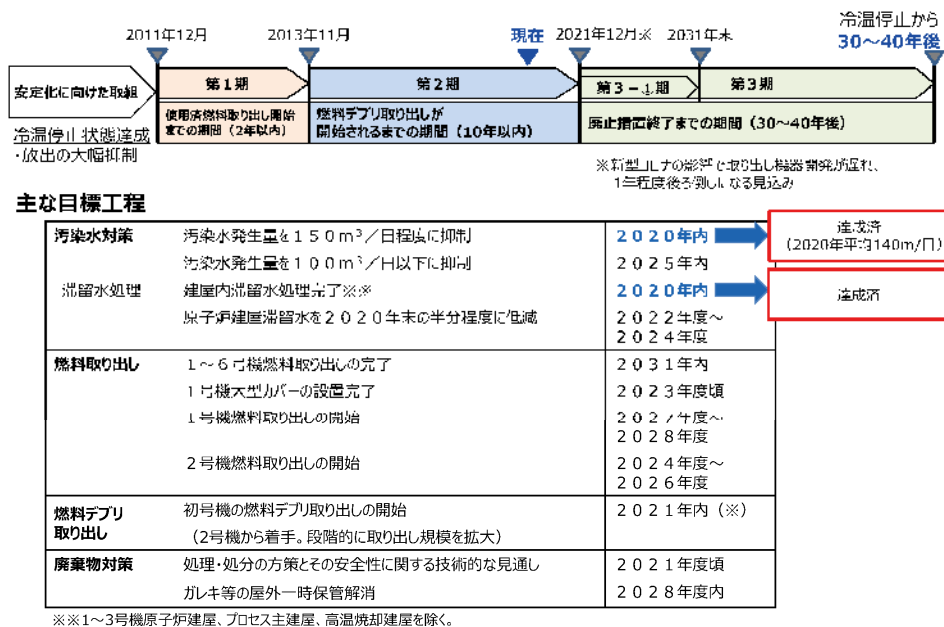 冷温停止から
2011年12月 2013年11月 現在 2021年12月※ 2031年末 30～40年後
安定化に向けた取組 第1期 第2期 第3－1期 第3期
使用済燃料取り出し開始
までの期間（2年以内）
燃料デブリ取り出しが
開始されるまでの期間（10年以内）
廃止措置終了までの期間（30～40年後）
冷温停止状態達成
・放出の大幅抑制
※新型コロナの影響で取り出し機器開発が遅れ、
1年程度後ろ倒しになる見込み
主な目標工程
汚染水対策 汚染水発生量を150m³／日程度に抑制 2020年内 達成済
(2020年平均140m/日)
汚染水発生量を100m³／日以下に抑制 2025年内
滞留水処理 建屋内滞留水処理完了※※ 2020年内 達成済
原子炉建屋滞留水を2020年末の半分程度に低減 2022年度～
2024年度
燃料取り出し 1～6号機燃料取り出しの完了 2031年内
1号機大型カバーの設置完了 2023年度頃
1号機燃料取り出しの開始 2027年度～
2028年度
2号機燃料取り出しの開始 2024年度～
2026年度
燃料デブリ
取り出し
初号機の燃料デブリ取り出しの開始 2021年内（※）
（2号機から着手。段階的に取り出し規模を拡大）
廃棄物対策 処理・処分の方策とその安全性に関する技術的な見通し 2021年度頃
ガレキ等の屋外一時保管解消 2028年度内
※※1～3号機原子炉建屋、プロセス主建屋、高温焼却建屋を除く。